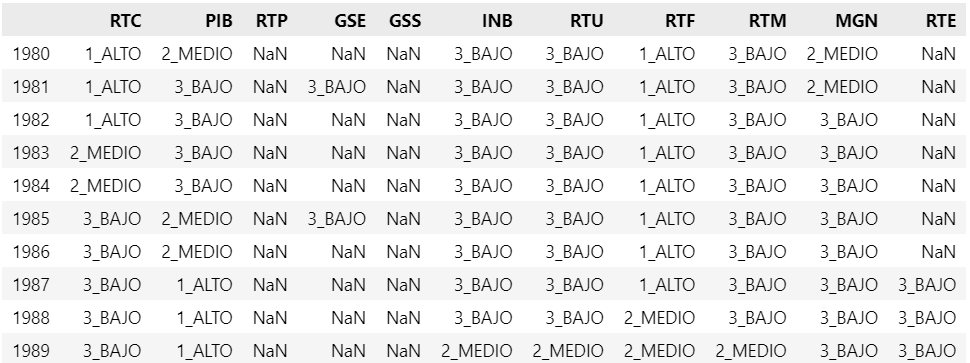 RTC PIB RTP GSE GSS INB RTU RTF RTM MGN RTE
1980 1_ALTO 2_MEDIO NaN NaN NaN 3_BAJO 3_BAJO 1_ALTO 3_BAJO 2_MEDIO NaN
1981 1_ALTO 3_BAJO NaN 3_BAJO NaN 3_BAJO 3_BAJO 1_ALTO 3_BAJO 2_MEDIO NaN
1982 1_ALTO 3_BAJO NaN NaN NaN 3_BAJO 3_BAJO 1_ALTO 3_BAJO 3_BAJO NaN
1983 2_MEDIO 3_BAJO NaN NaN NaN 3_BAJO 3_BAJO 1_ALTO 3_BAJO 3_BAJO NaN
1984 2_MEDIO 3_BAJO NaN NaN NaN 3_BAJO 3_BAJO 1_ALTO 3_BAJO 3_BAJO NaN
1985 3_BAJO 2_MEDIO NaN 3_BAJO NaN 3_BAJO 3_BAJO 1_ALTO 3_BAJO 3_BAJO NaN
1986 3_BAJO 2_MEDIO NaN NaN NaN 3_BAJO 3_BAJO 1_ALTO 3_BAJO 3_BAJO NaN
1987 3_BAJO 1_ALTO NaN NaN NaN 3_BAJO 3_BAJO 1_ALTO 3_BAJO 3_BAJO 3_BAJO
1988 3_BAJO 1_ALTO NaN NaN NaN 3_BAJO 3_BAJO 2_MEDIO 3_BAJO 3_BAJO 3_BAJO
1989 3_BAJO 1_ALTO NaN NaN NaN 2_MEDIO 2_MEDIO 2_MEDIO 2_MEDIO 3_BAJO 3_BAJO